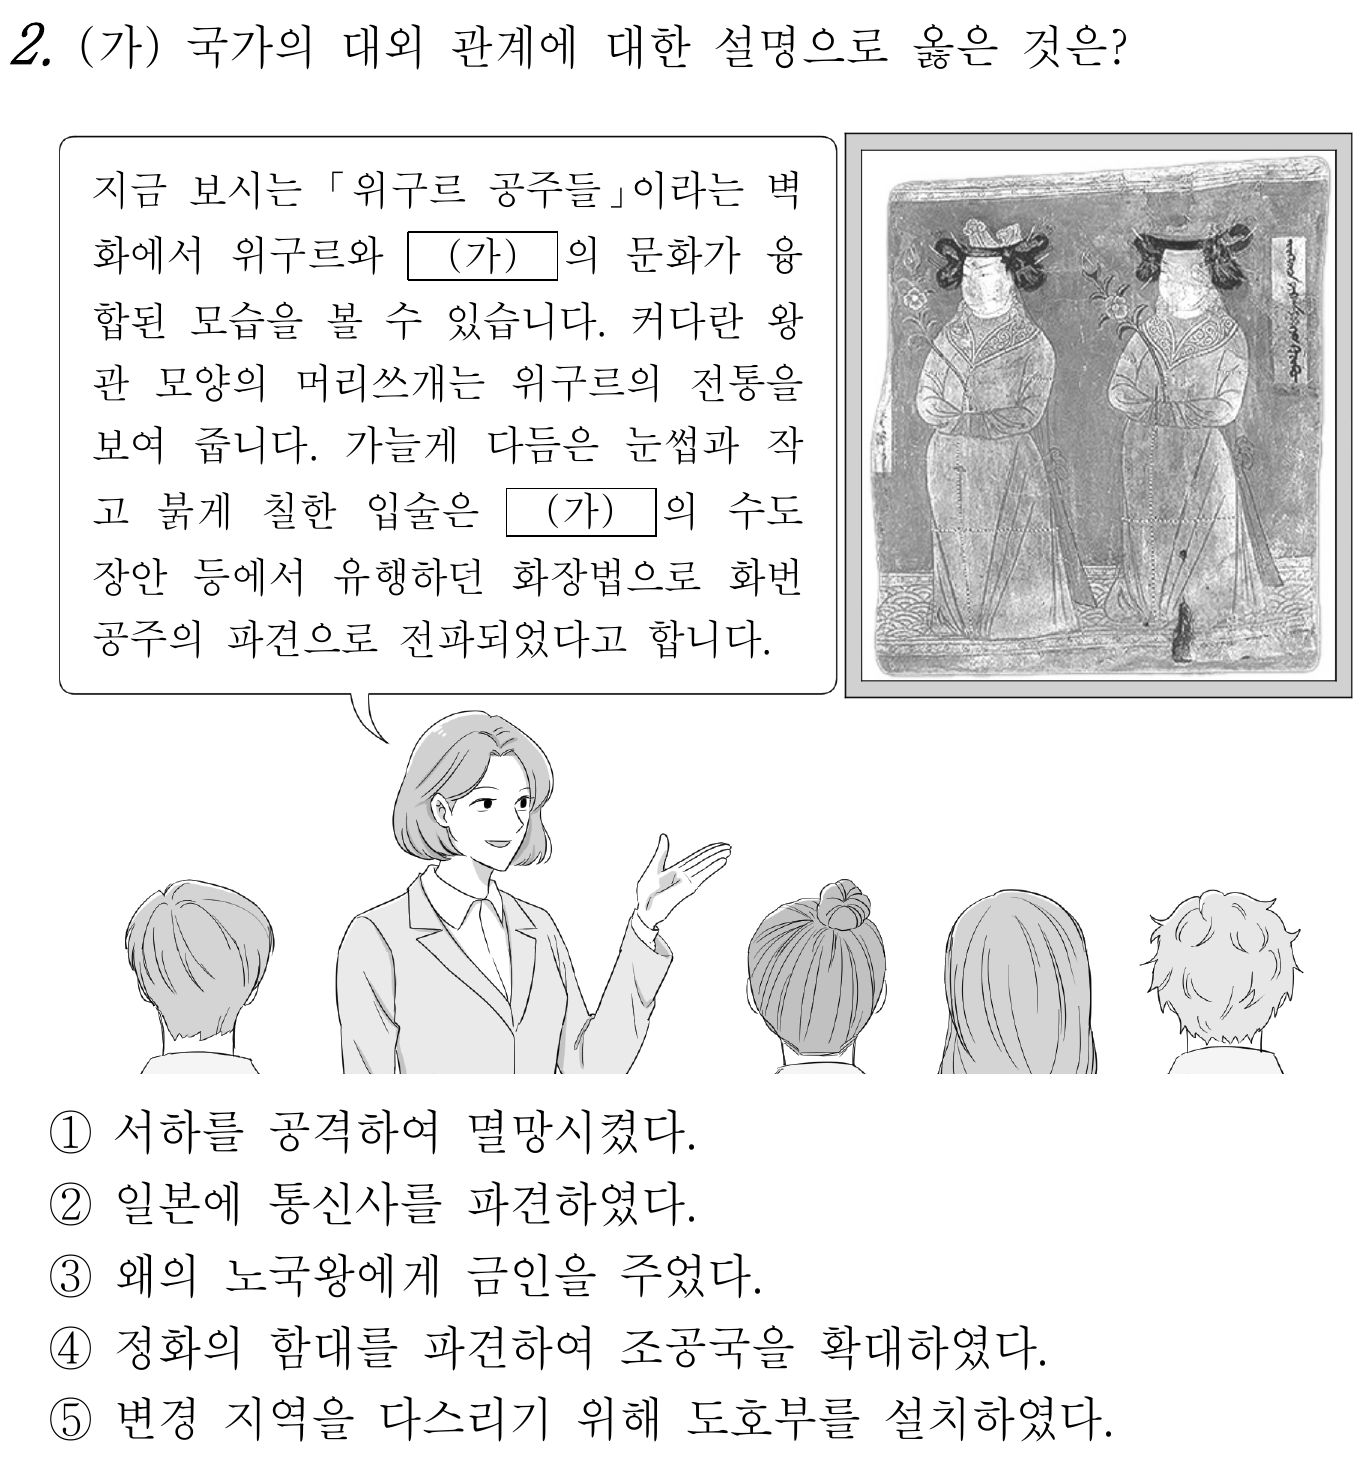 2. (가) 국가의 대외 관계에 대한 설명으로 옳은 것은?
지금 보시는 「위구르 공주들」이라는 벽
화에서 위구르와 (가) 의 문화가 융
합된 모습을 볼 수 있습니다. 커다란 왕
관 모양의 머리쓰개는 위구르의 전통을
보여 줍니다. 가늘게 다듬은 눈썹과 작
고 붉게 칠한 입술은 (가) 의 수도
장안 등에서 유행하던 화장법으로 화번
공주의 파견으로 전파되었다고 합니다.
① 서하를 공격하여 멸망시켰다.
② 일본에 통신사를 파견하였다.
③ 왜의 노국왕에게 금인을 주었다.
④ 정화의 함대를 파견하여 조공국을 확대하였다.
⑤ 변경 지역을 다스리기 위해 도호부를 설치하였다.